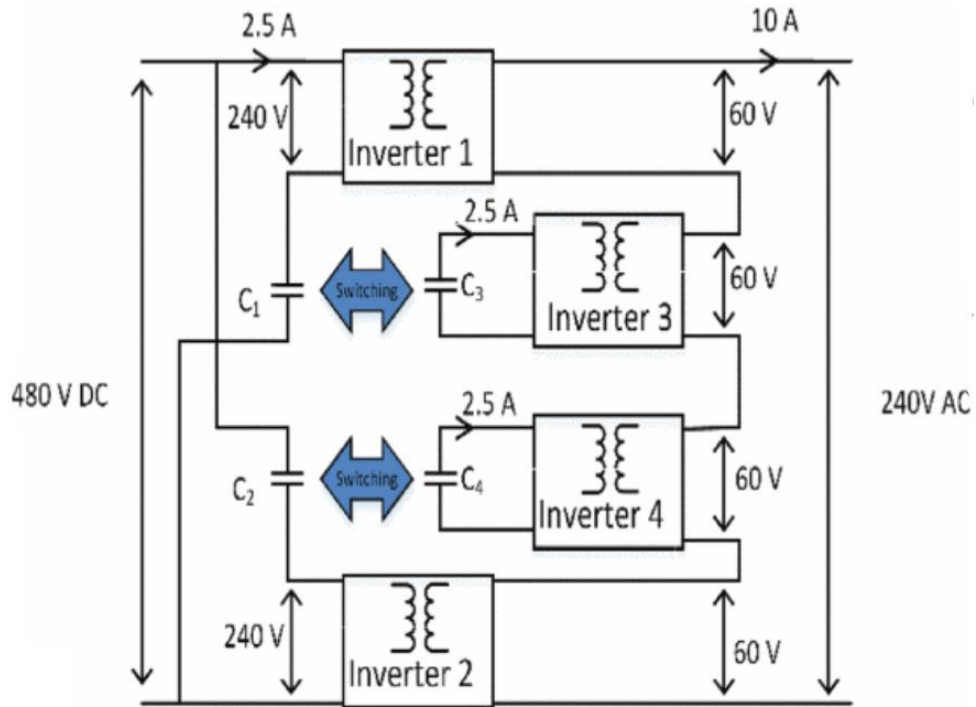 2.5 A
10 A
240 V
60 V
Inverter 1
2.5 A
C1
Switching
C3
60 V
Inverter 3
480 V DC
2.5 A
240V AC
C2
Switching
C4
60 V
Inverter 4
240 V
60 V
Inverter 2